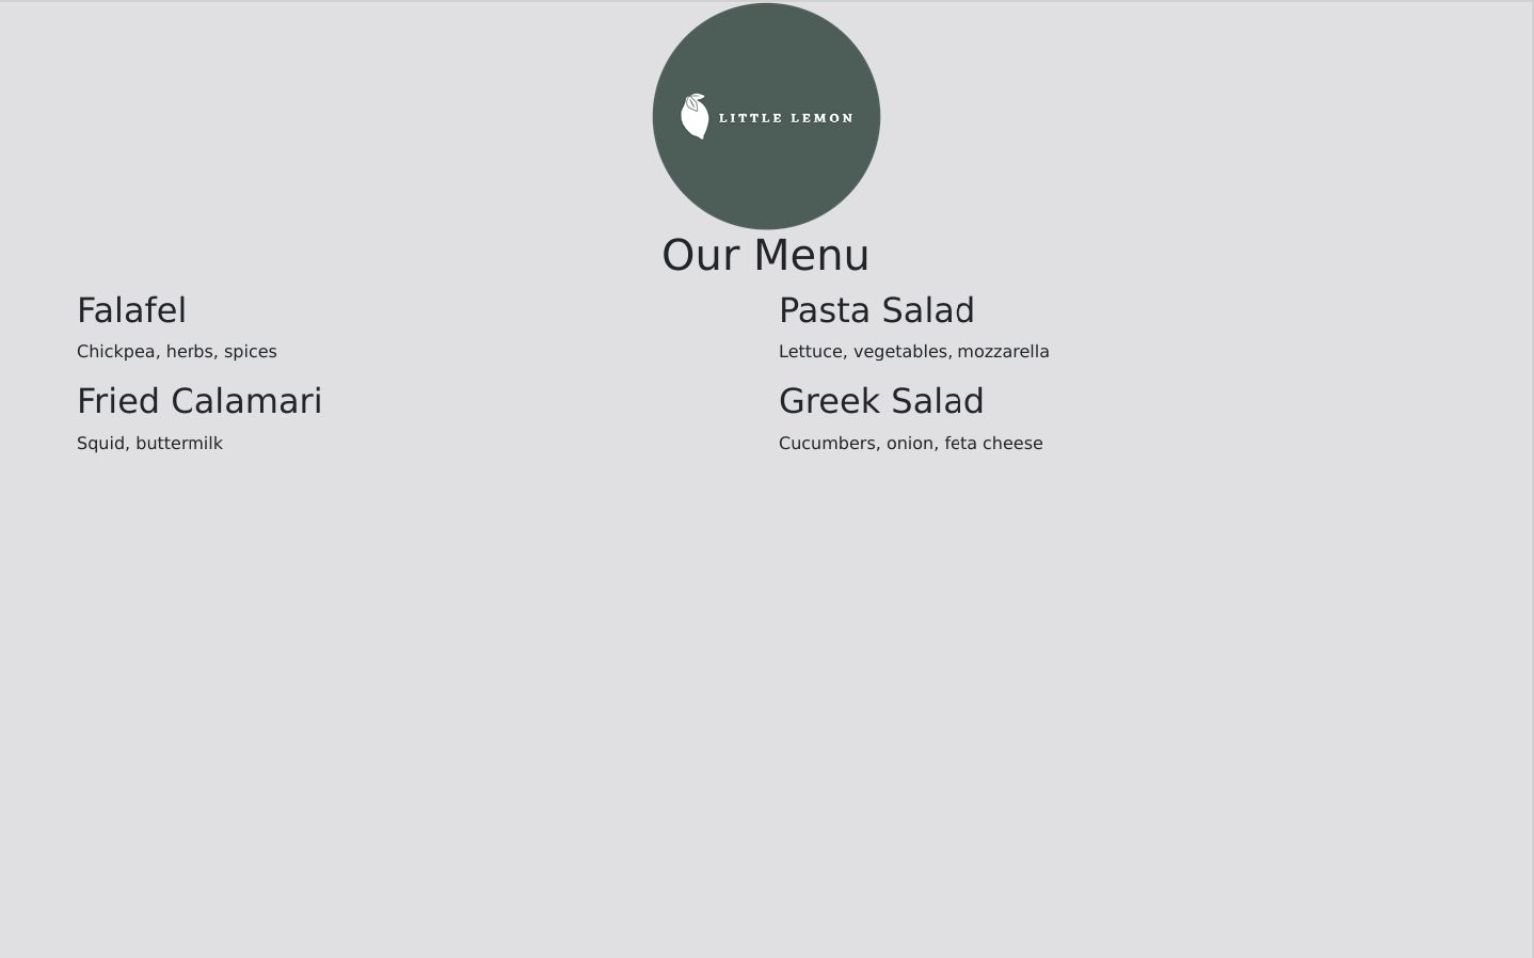 LITTLE LEMON
Our Menu
Falafel
Chickpea, herbs, spices
Fried Calamari
Squid, buttermilk
Pasta Salad
Lettuce, vegetables, mozzarella
Greek Salad
Cucumbers, onion, feta cheese